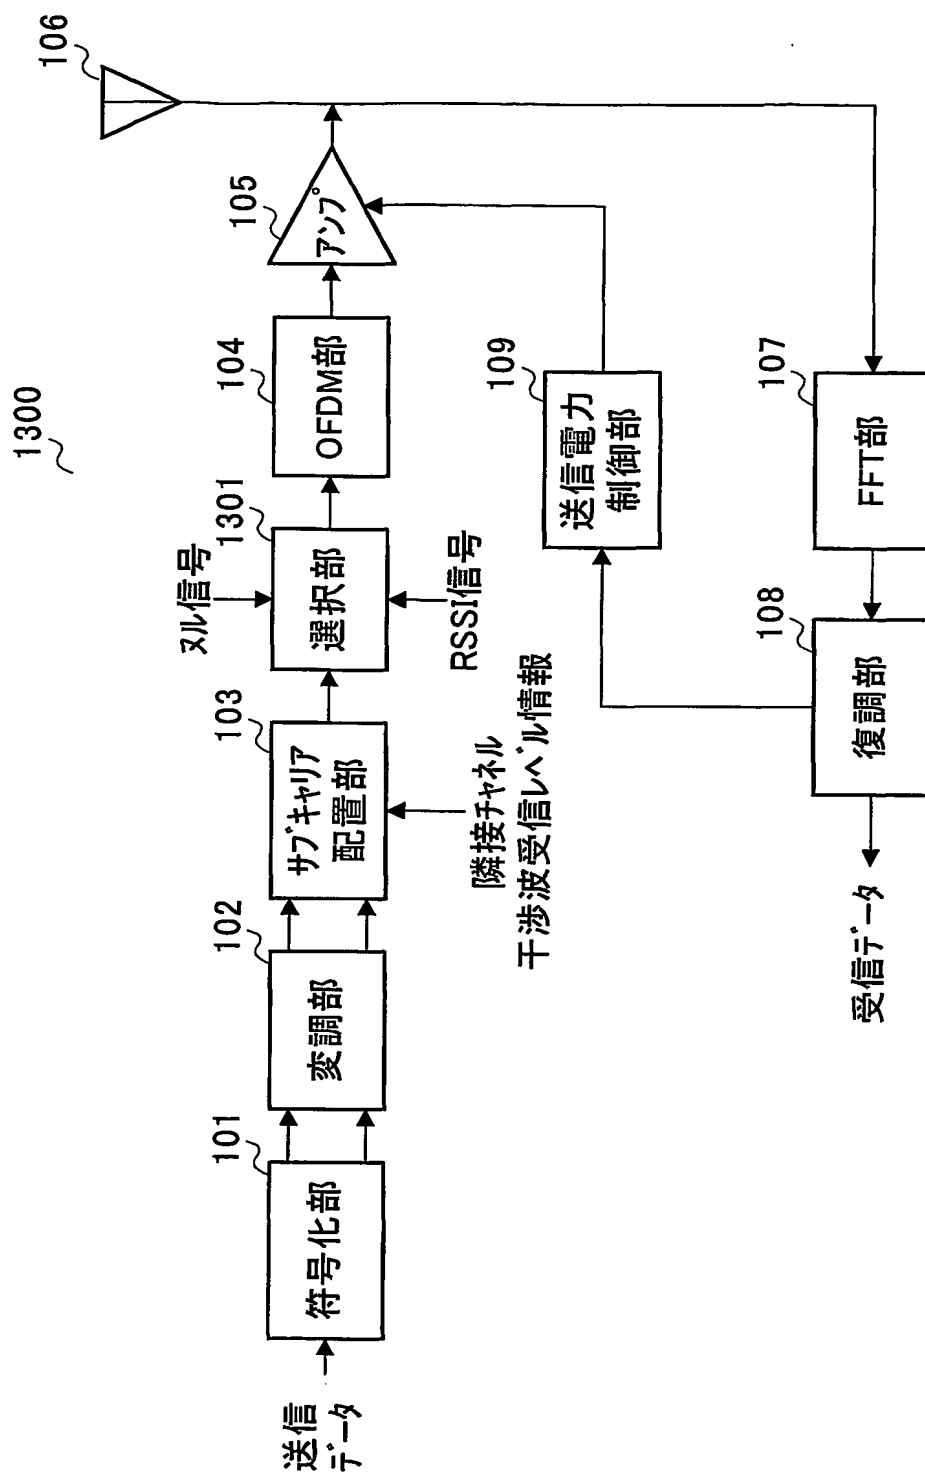 1300
送信
データ
101
符号化部
102
変調部
103
サブキャリア
配置部
隣接チャネル
干渉波受信レベル情報
ヌル信号
1301
選択部
RSSI信号
104
OFDM部
105
アンプ
106
109
送信電力
制御部
107
FFT部
108
復調部
受信データ